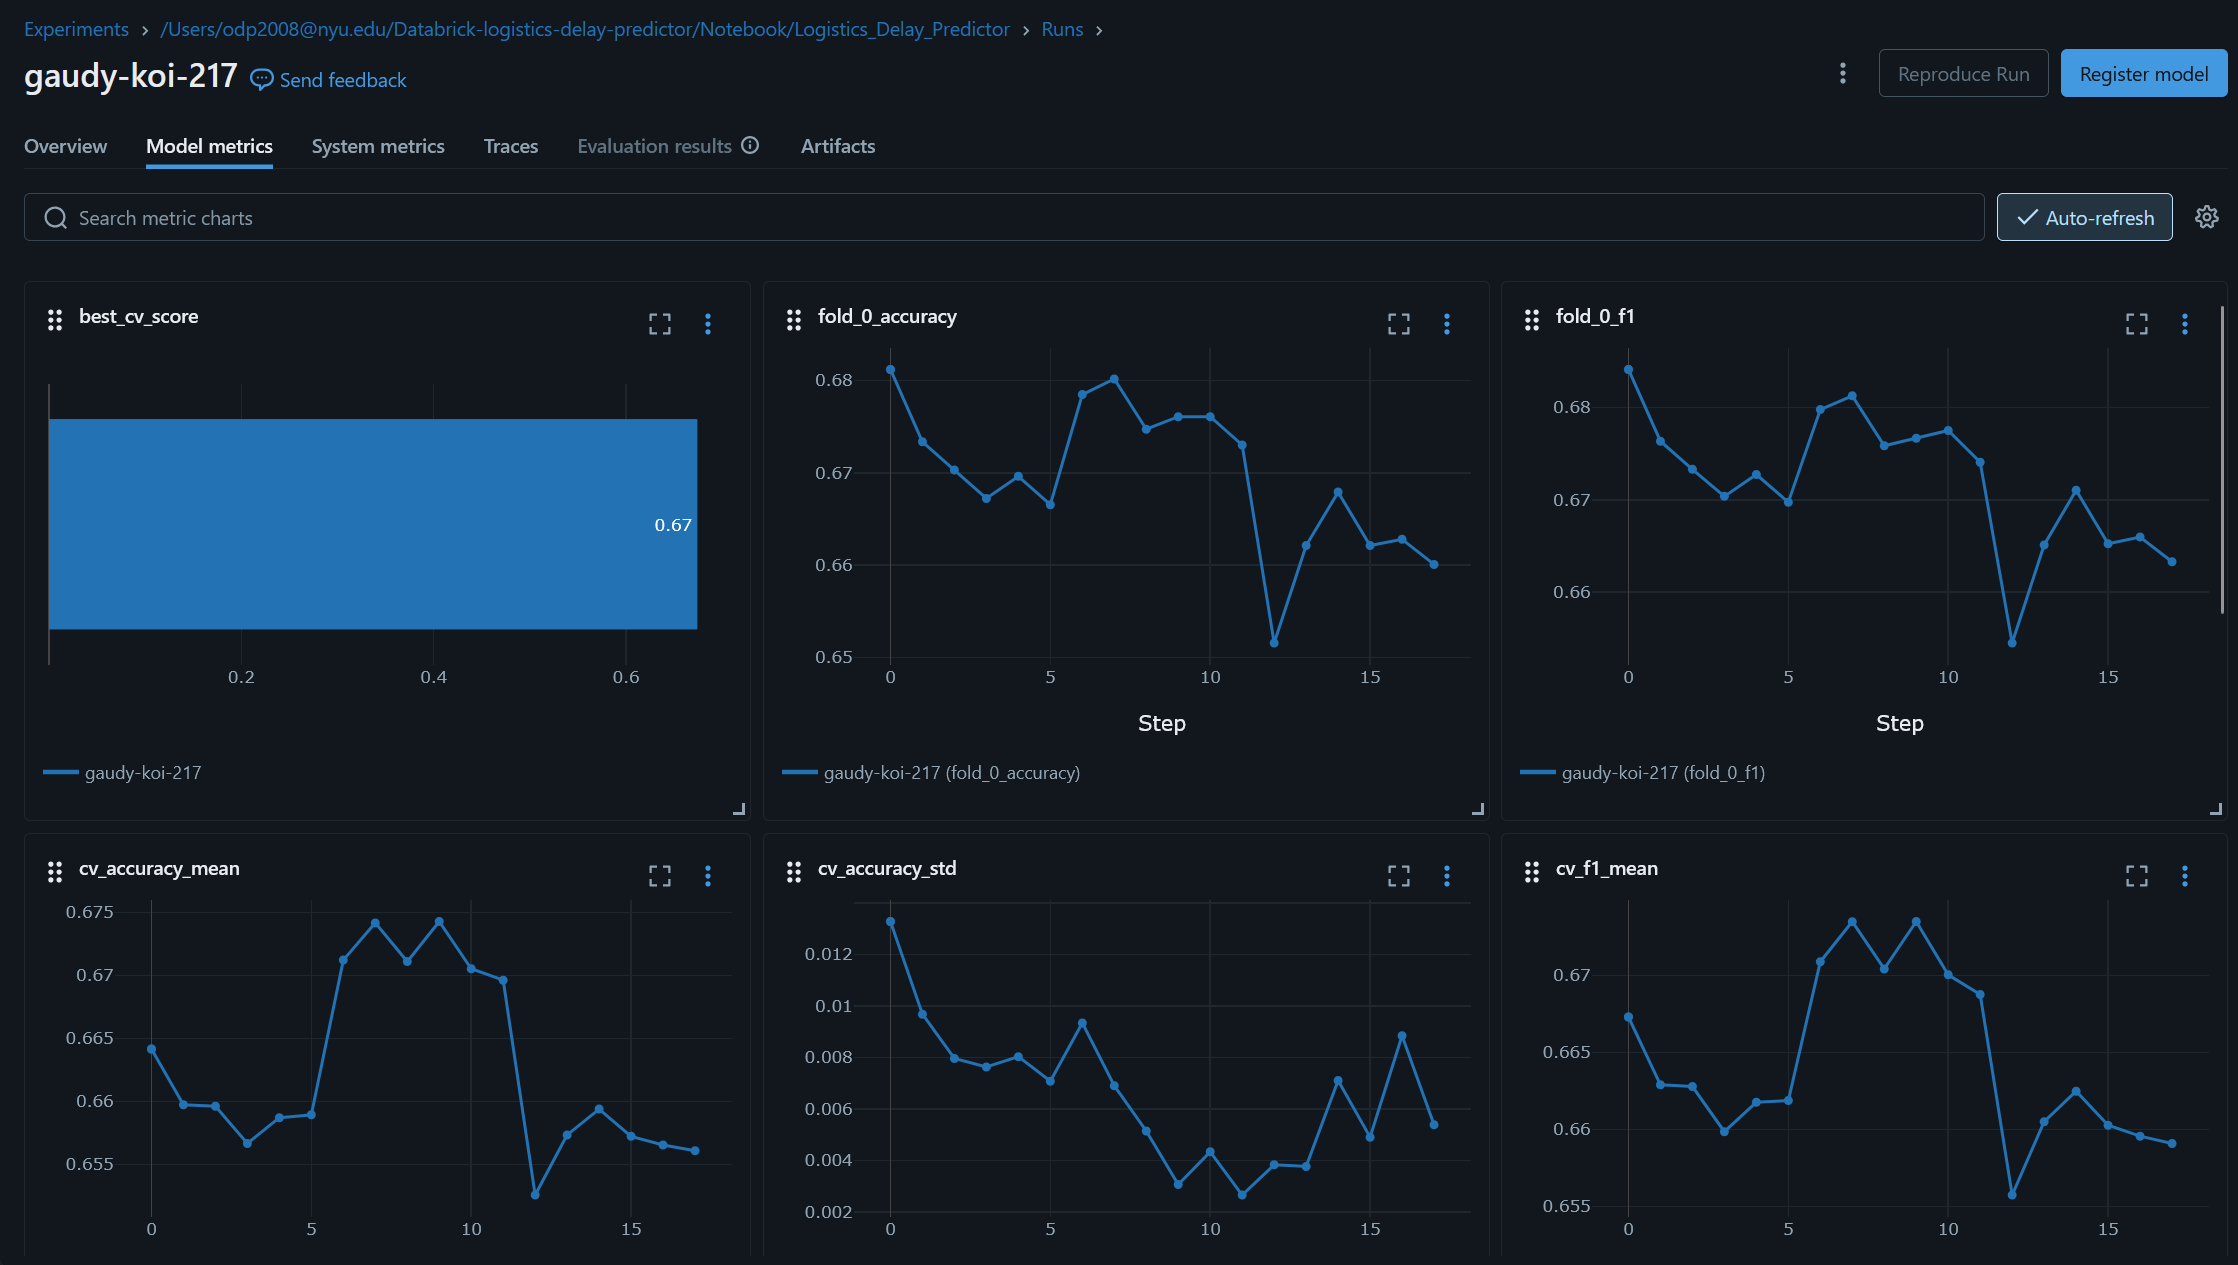 Experiments > /Users/odp2008@nyu.edu/Databrick-logistics-delay-predictor/Notebook/Logistics_Delay_Predictor > Runs >
gaudy-koi-217 Send feedback
Reproduce Run
Register model
Overview Model metrics System metrics Traces Evaluation results Artifacts
Search metric charts
Auto-refresh
best_cv_score
0.67
0.2 0.4 0.6
gaudy-koi-217
fold_0_accuracy
0.68
0.67
0.66
0.65
0 5 10 15
Step
gaudy-koi-217 (fold_0_accuracy)
fold_0_f1
0.68
0.67
0.66
0 5 10 15
Step
gaudy-koi-217 (fold_0_f1)
cv_accuracy_mean
0.675
0.67
0.665
0.66
0.655
0 5 10 15
cv_accuracy_std
0.012
0.01
0.008
0.006
0.004
0.002
0 5 10 15
cv_f1_mean
0.67
0.665
0.66
0.655
0 5 10 15